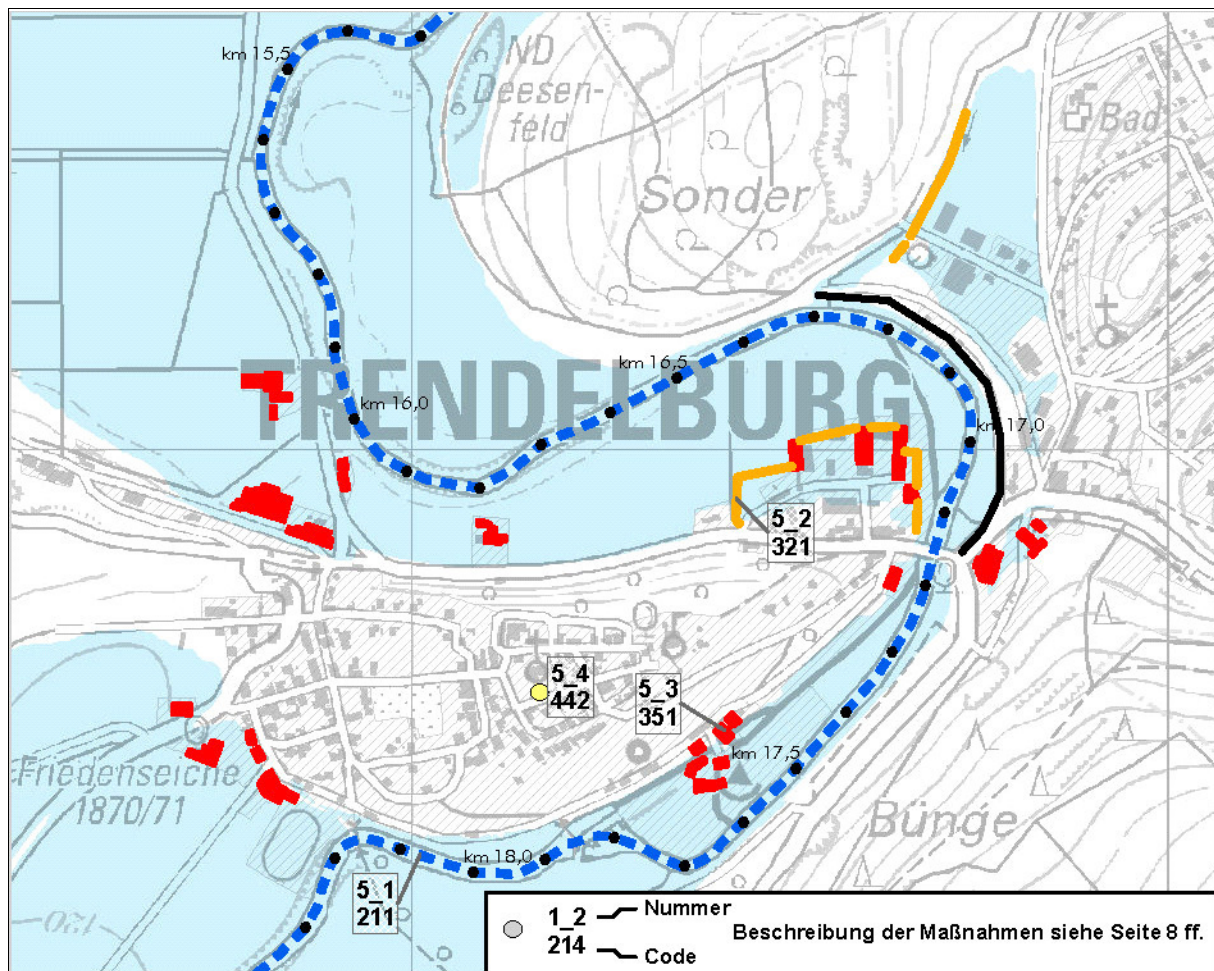 km 15,5
ND
Deesen-
feld
Bad
Sonder
TRENDELBURG
km 16,5
km 16,0
km 17,0
5_2
321
5_4
442
5_3
351
km 17,5
Friedenseiche
1870/71
Bünge
km 18,0
5_1
211
120
1_2
214
Nummer
Code
Beschreibung der Maßnahmen siehe Seite 8 ff.